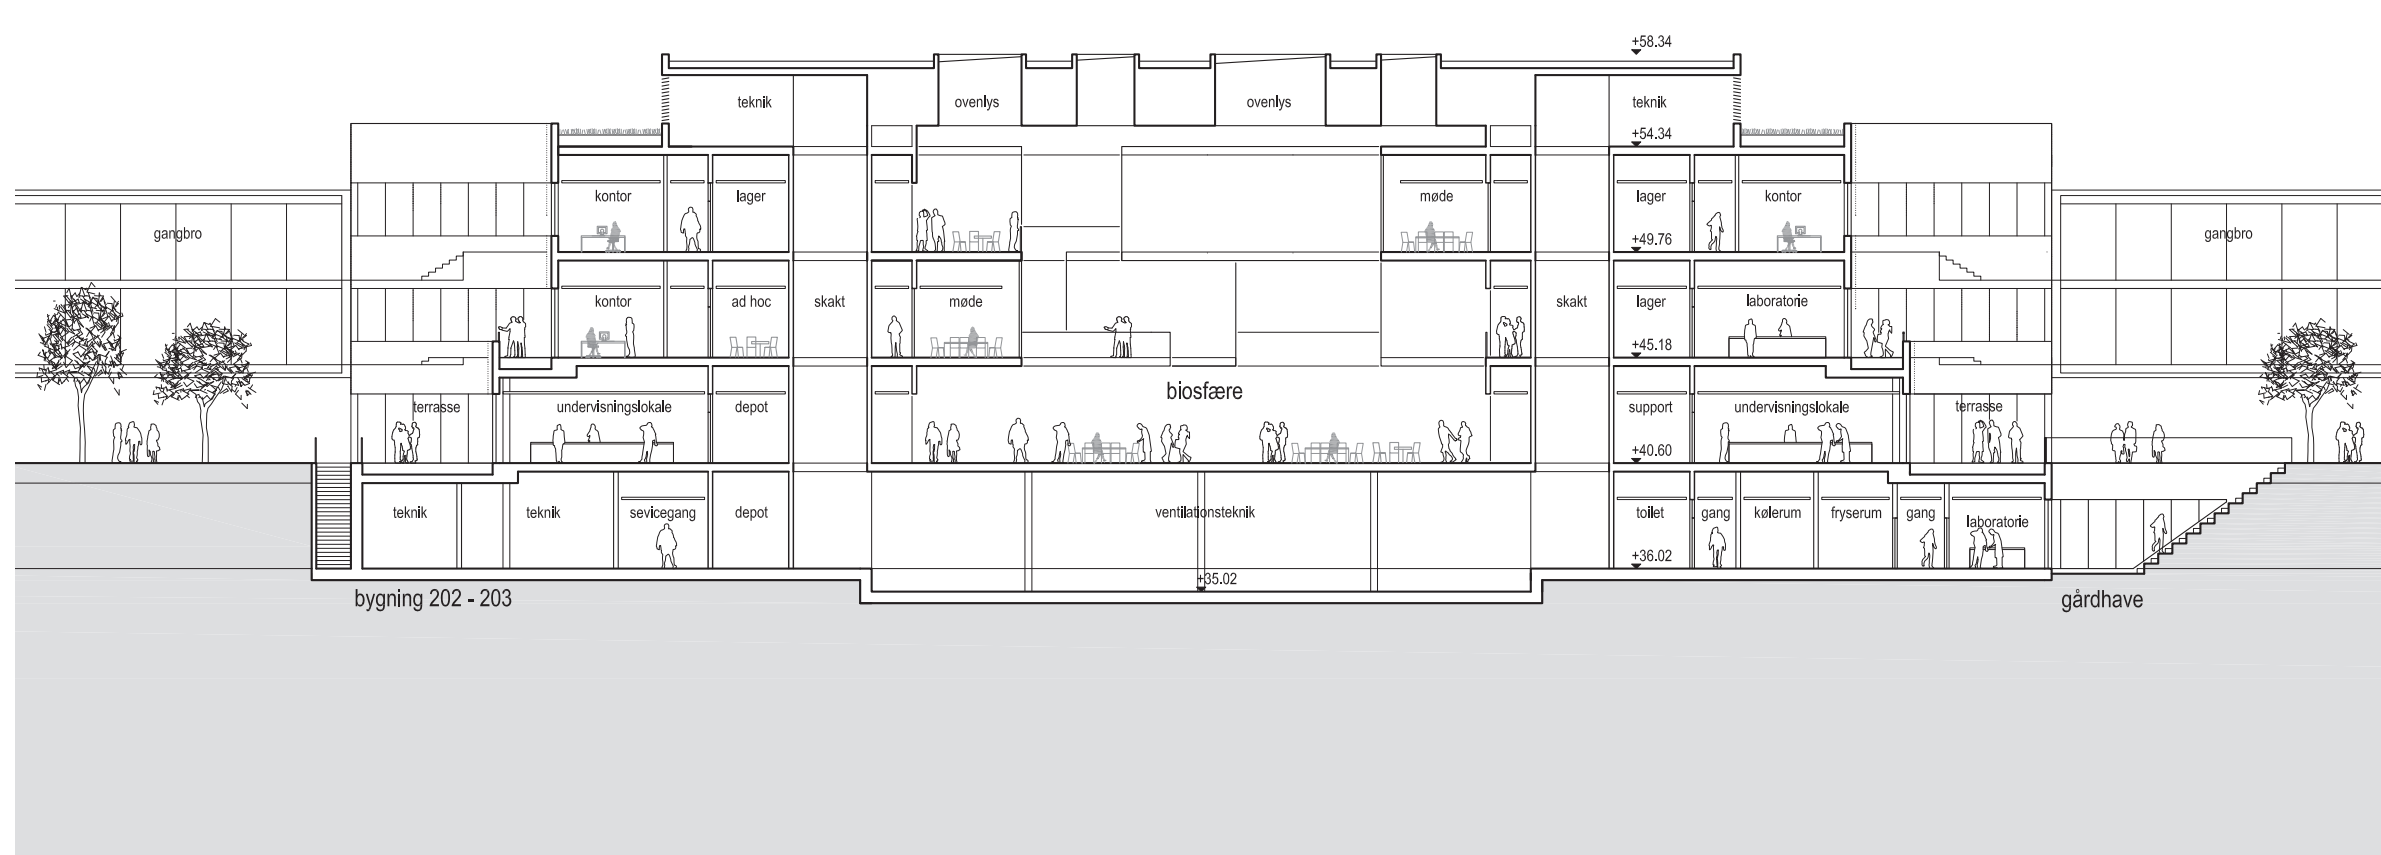 +58.34
teknik
ovenlys
ovenlys
teknik
+54.34
kontor
lager
møde
lager
kontor
gangbro
+49.76
gangbro
kontor
ad hoc
skakt
møde
skakt
lager
laboratorie
+45.18
biosfære
terrasse
undervisningslokale
depot
support
undervisningslokale
terrasse
+40.60
teknik
teknik
sevicegang
depot
ventilationsteknik
toilet
gang
kølerum
fryserum
gang
laboratorie
+36.02
+35.02
bygning 202 - 203
gårdhave